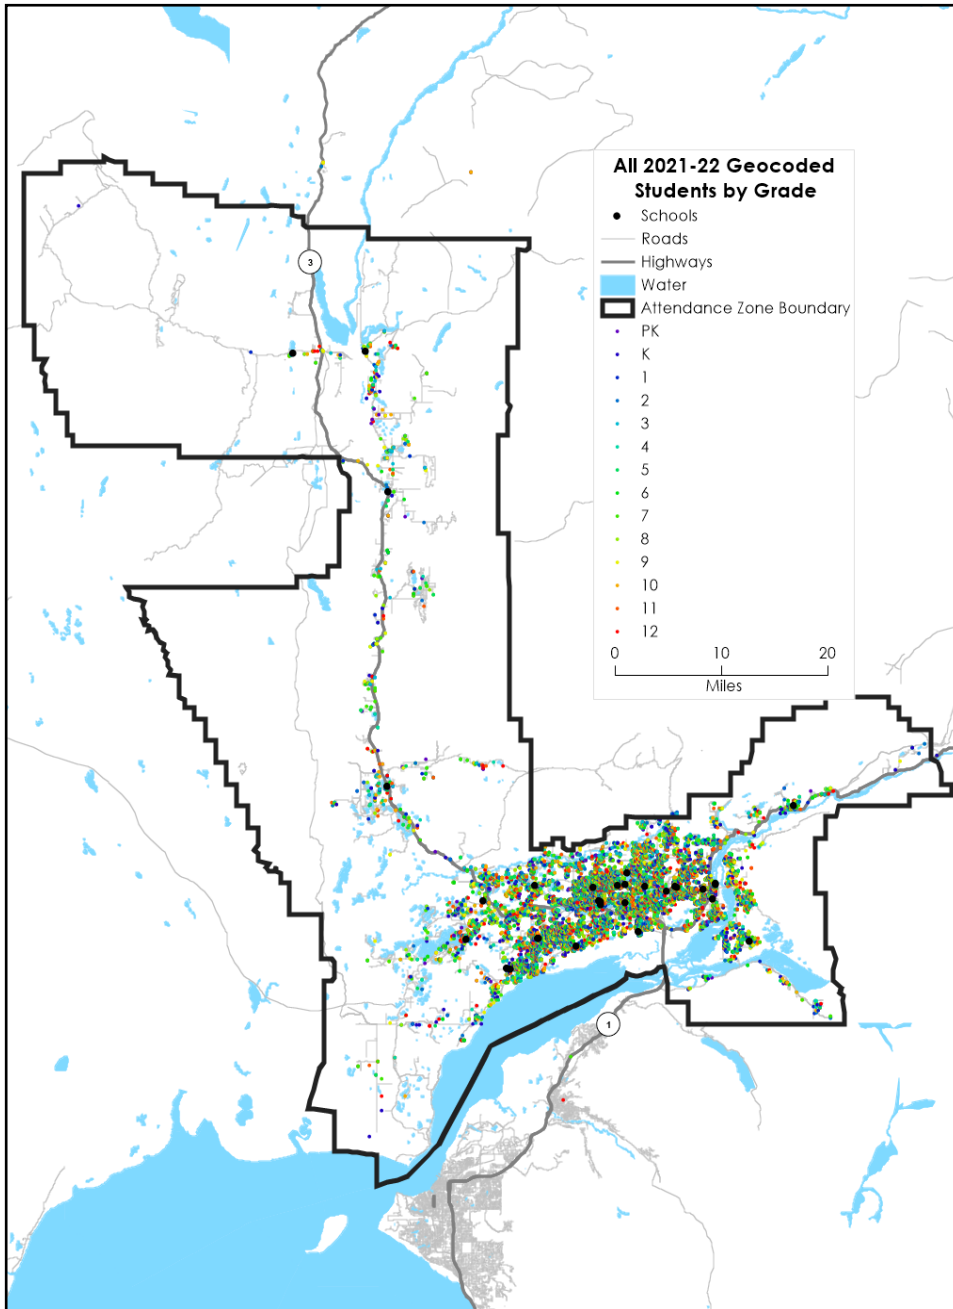 All 2021-22 Geocoded
Students by Grade
Schools
Roads
Highways
Water
Attendance Zone Boundary
PK
K
1
2
3
4
5
6
7
8
9
10
11
12
0 10 20
Miles
3
1